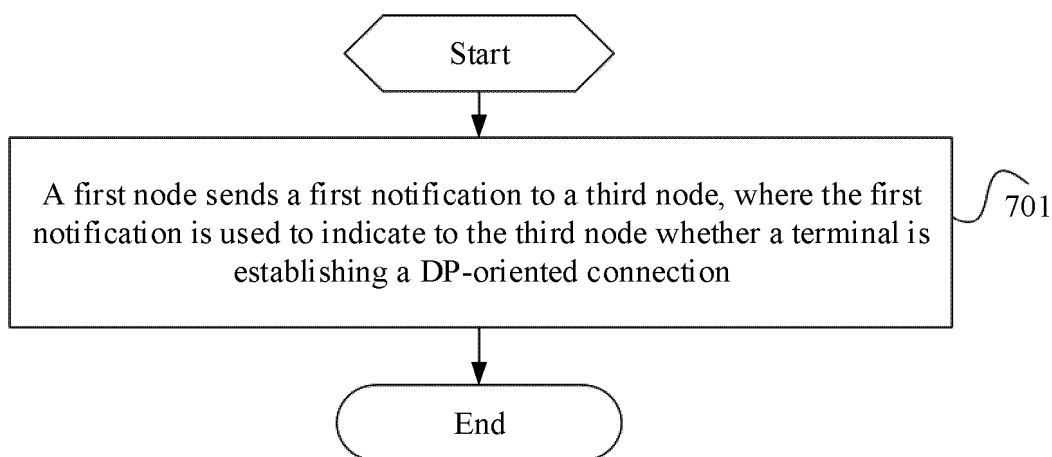 Start
A first node sends a first notification to a third node, where the first
notification is used to indicate to the third node whether a terminal is
establishing a DP-oriented connection
701
End